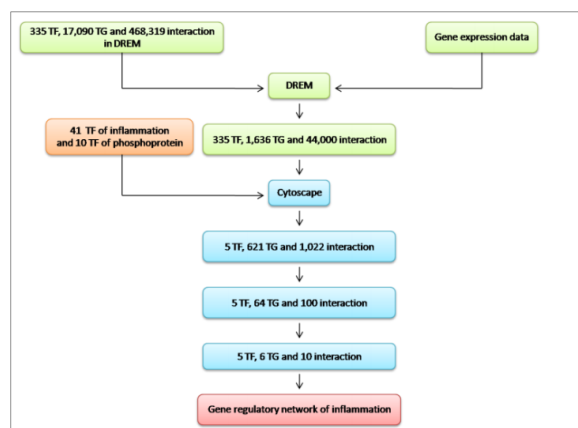 335 TF, 17,090 TG and 468,319 interaction
in DREM
Gene expression data
DREM
41 TF of inflammation
and 10 TF of phosphoprotein
335 TF, 1,636 TG and 44,000 interaction
Cytoscape
5 TF, 621 TG and 1,022 interaction
5 TF, 64 TG and 100 interaction
5 TF, 6 TG and 10 interaction
Gene regulatory network of inflammation